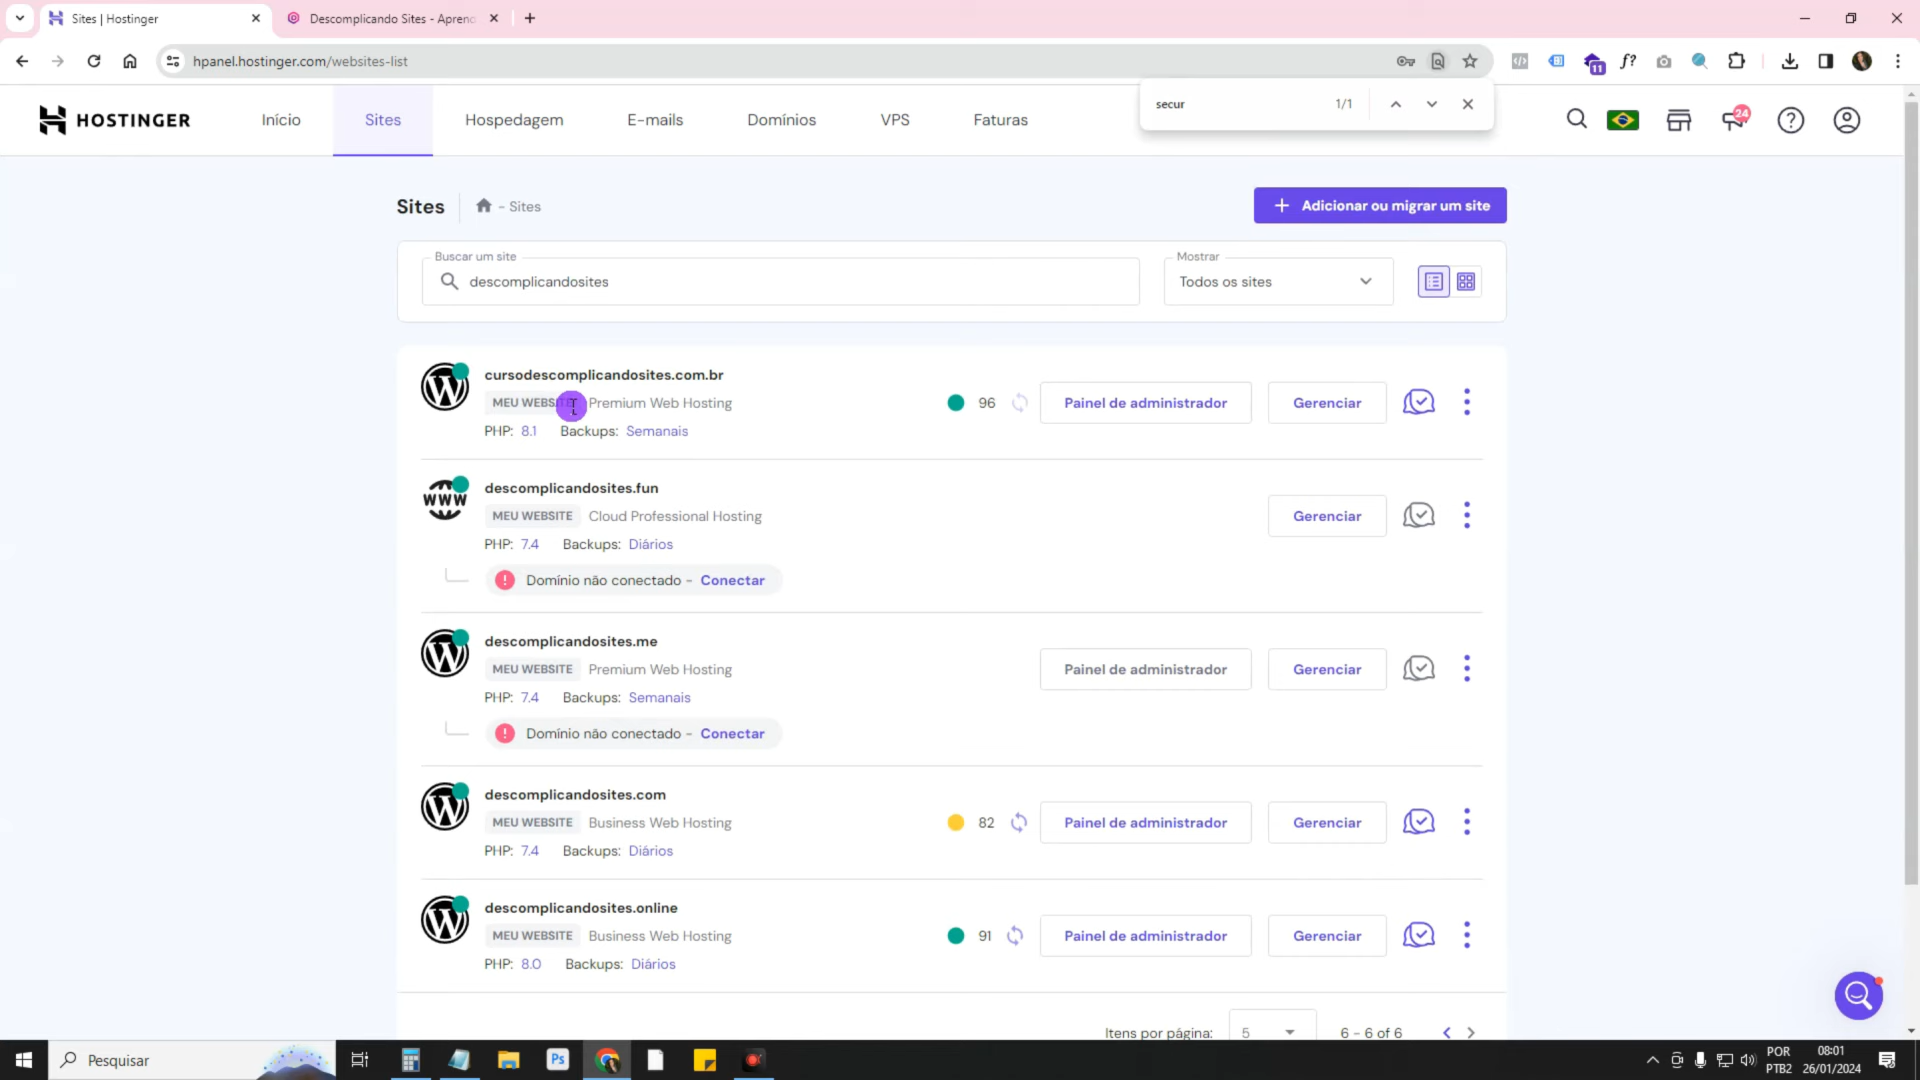 Sites | Hostinger
Descomplicando Sites - Apren
hpanel.hostinger.com/websites-list
11
f?
secur
1/1
HOSTINGER
Início
Sites
Hospedagem
E-mails
Domínios
VPS
Faturas
24
Sites
- Sites
Adicionar ou migrar um site
Buscar um site
descomplicandosites
Mostrar
Todos os sites
cursodescomplicandosites.com.br
MEU WEBSITE Premium Web Hosting
PHP: 8.1 Backups: Semanais
96
Painel de administrador
Gerenciar
WWW
descomplicandosites.fun
MEU WEBSITE Cloud Professional Hosting
PHP: 7.4 Backups: Diários
Domínio não conectado - Conectar
Gerenciar
descomplicandosites.me
MEU WEBSITE Premium Web Hosting
PHP: 7.4 Backups: Semanais
Domínio não conectado - Conectar
Painel de administrador
Gerenciar
descomplicandosites.com
MEU WEBSITE Business Web Hosting
PHP: 7.4 Backups: Diários
82
Painel de administrador
Gerenciar
descomplicandosites.online
MEU WEBSITE Business Web Hosting
PHP: 8.0 Backups: Diários
91
Painel de administrador
Gerenciar
Itens por página: 5
6 - 6 of 6
Pesquisar
Ps
POR
PTB2
08:01
26/01/2024